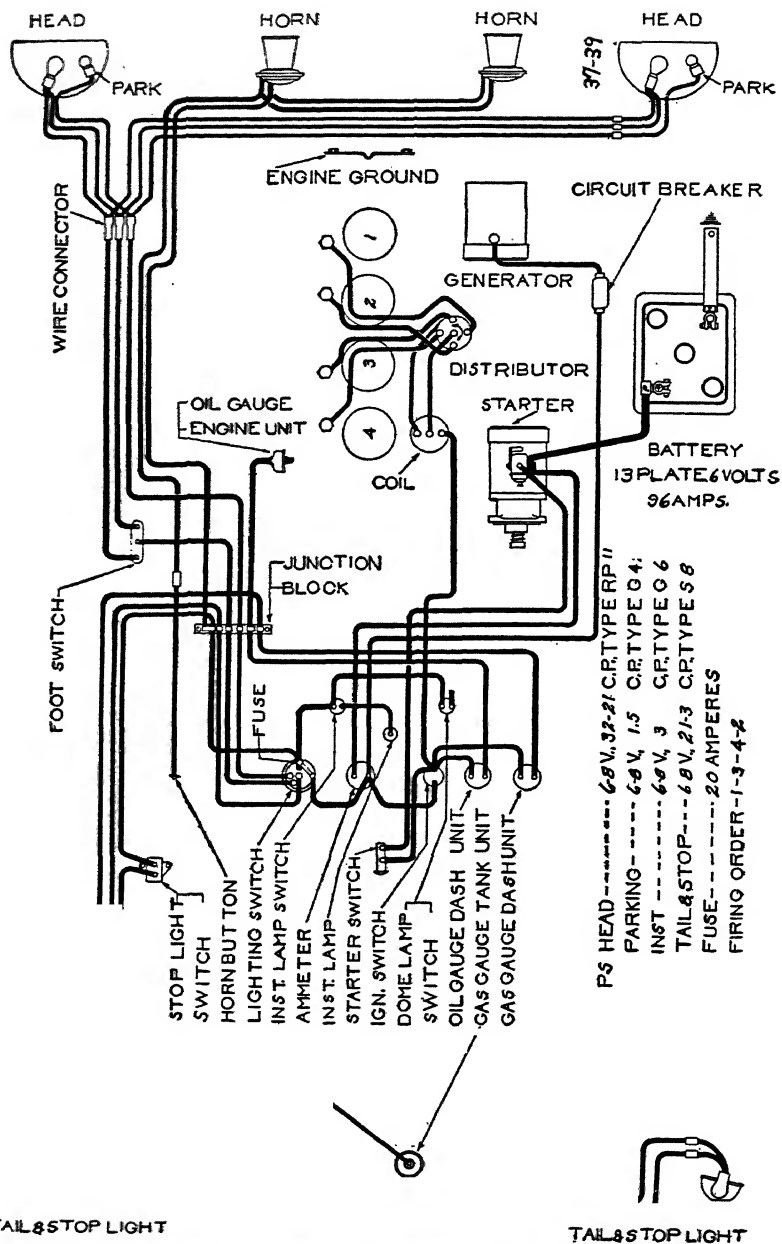 HEAD
HORN
HORN
HEAD
37-39
PARK
PARK
ENGINE GROUND
CIRCUIT BREAKER
WIRE CONNECTOR
1
2
3
4
GENERATOR
DISTRIBUTOR
OIL GAUGE
ENGINE UNIT
STARTER
COIL
BATTERY
13 PLATE 6 VOLTS
96 AMPS.
JUNCTION
BLOCK
FOOT SWITCH
FUSE
STOP LIGHT
SWITCH
HORN BUTTON
LIGHTING SWITCH
INST. LAMP SWITCH
AMMETER
INST. LAMP
STARTER SWITCH
IGN. SWITCH
DOME LAMP
SWITCH
OIL GAUGE DASH UNIT
GAS GAUGE TANK UNIT
GAS GAUGE DASH UNIT
PS HEAD-------- 6-8V, 32-21 C.P. TYPE RP 11
PARKING----- 6-8V, 1.5 C.P. TYPE G 4;
INST ------- 6-8V, 3 C.P. TYPE G 6
TAIL & STOP--- 6 8V, 21-3 C.P. TYPE S 8
FUSE------- 20 AMPERES
FIRING ORDER-1-3-4-2
TAIL & STOP LIGHT
TAIL & STOP LIGHT